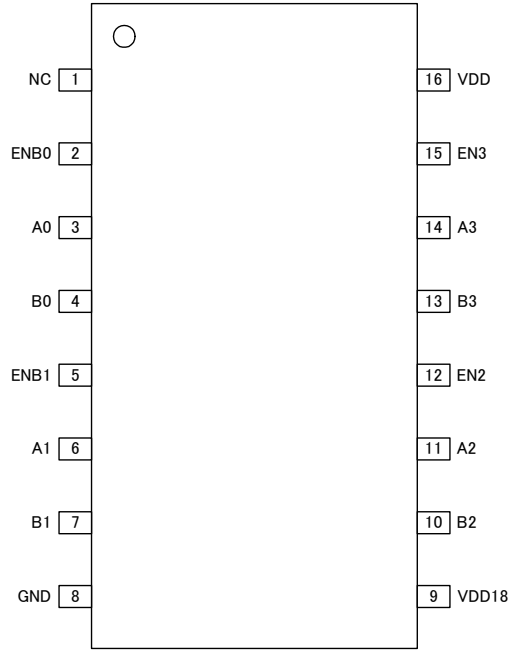 NC 1 16 VDD
ENB0 2 15 EN3
A0 3 14 A3
B0 4 13 B3
ENB1 5 12 EN2
A1 6 11 A2
B1 7 10 B2
GND 8 9 VDD18